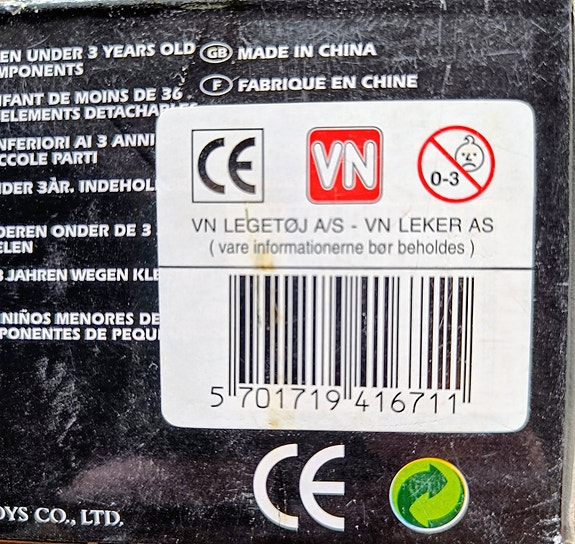 EN UNDER 3 YEARS OLD
MPONENTS
GB MADE IN CHINA
F FABRIQUE EN CHINE
NFANT DE MOINS DE 36
ELEMENTS DETACHABLES
NFERIORI AI 3 ANNI
CCOLE PARTI
NDER 3ÅR. INDEHOL
DEREN ONDER DE 3
ELEN
3 JAHREN WEGEN KLE
NIÑOS MENORES DE
PONENTES DE PEQU
OYS CO., LTD.
CE
VN
0-3
VN LEGETØJ A/S - VN LEKER AS
( vare informationerne bør beholdes )
5 701719 416711
CE